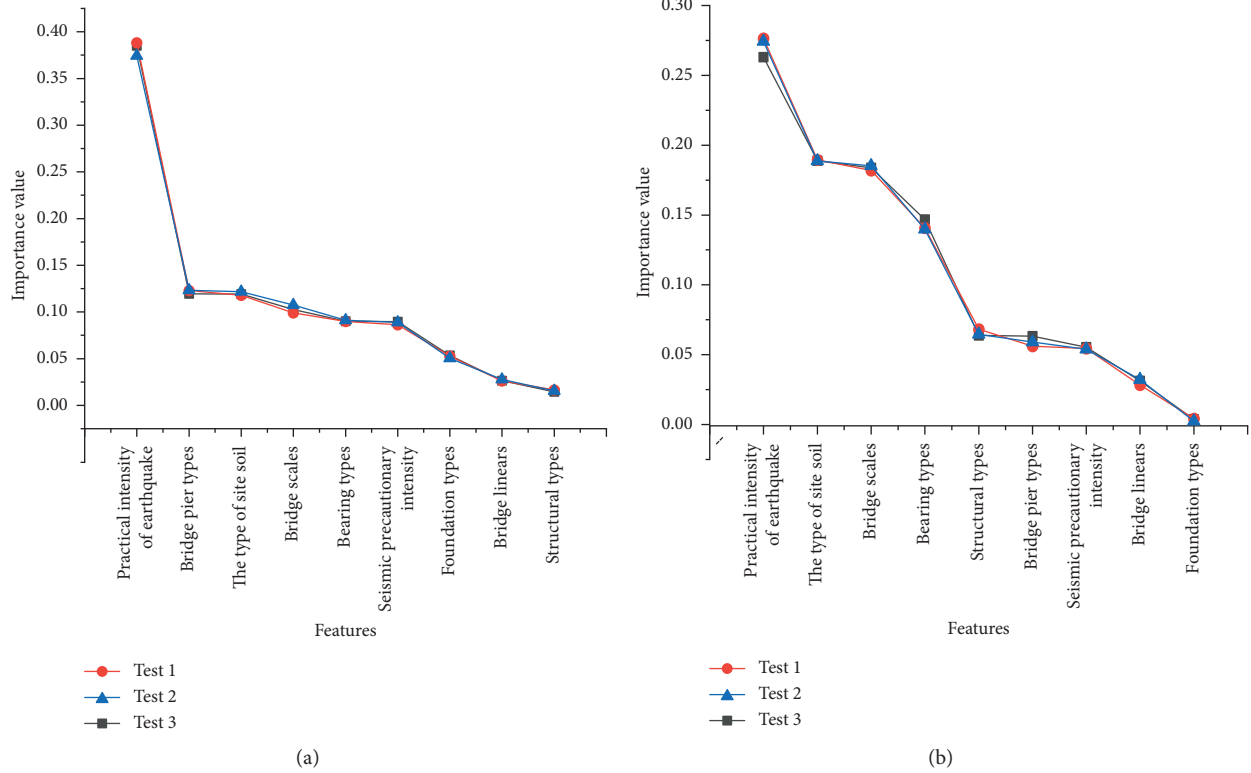 0.40
0.35
0.30
0.25
0.20
0.15
0.10
0.05
0.00
Importance value
Practical intensity
of earthquake
Bridge pier types
The type of site soil
Bridge scales
Bearing types
Seismic precautionary
intensity
Foundation types
Bridge linears
Structural types
Features
Test 1
Test 2
Test 3
(a)
0.30
0.25
0.20
0.15
0.10
0.05
0.00
Importance value
Practical intensity
of earthquake
The type of site soil
Bridge scales
Bearing types
Structural types
Bridge pier types
Seismic precautionary
intensity
Bridge linears
Foundation types
Features
Test 1
Test 2
Test 3
(b)